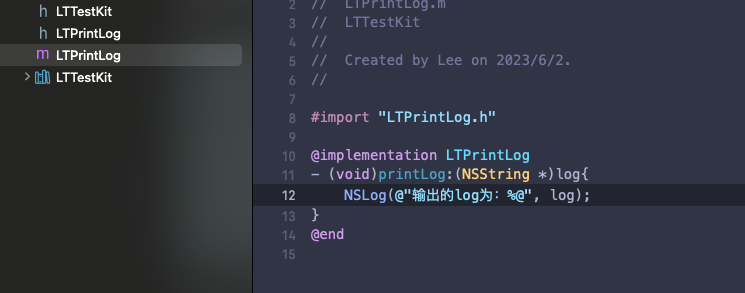 h LTTestKit
h LTPrintLog
m LTPrintLog
LTTestKit
2 // LTPrintLog.m
3 // LTTestKit
4 //
5 // Created by Lee on 2023/6/2.
6 //
7
8 #import "LTPrintLog.h"
9
10 @implementation LTPrintLog
11 - (void)printLog:(NSString *)log{
12 NSLog(@"输出的log为：%@", log);
13 }
14 @end
15